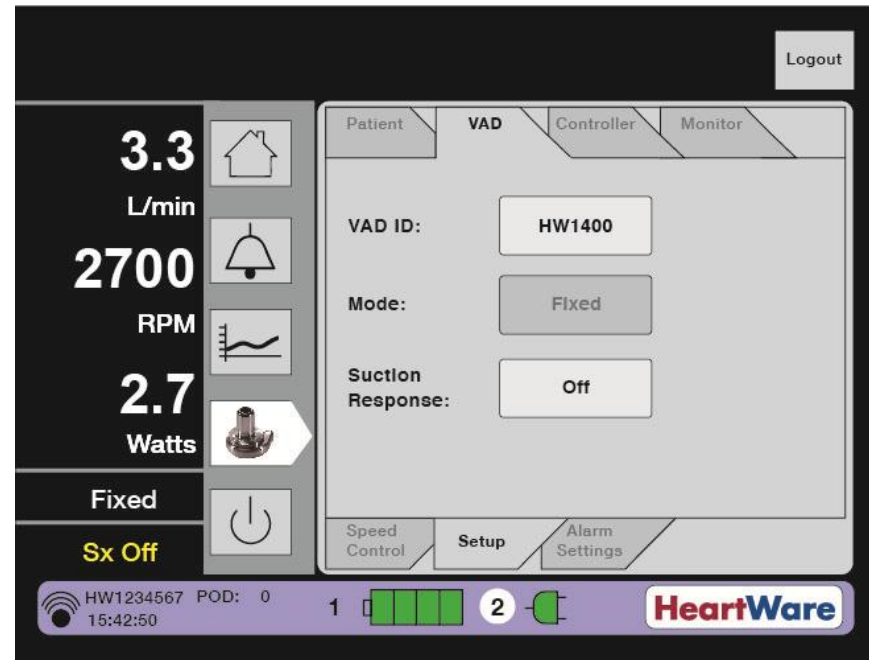 Logout
3.3
L/min
2700
RPM
2.7
Watts
Fixed
Sx Off
Patient VAD Controller Monitor
VAD ID: HW1400
Mode: Fixed
Suction
Response: Off
Speed
Control Setup Alarm
Settings
HW1234567 POD: 0
15:42:50
1 2
HeartWare